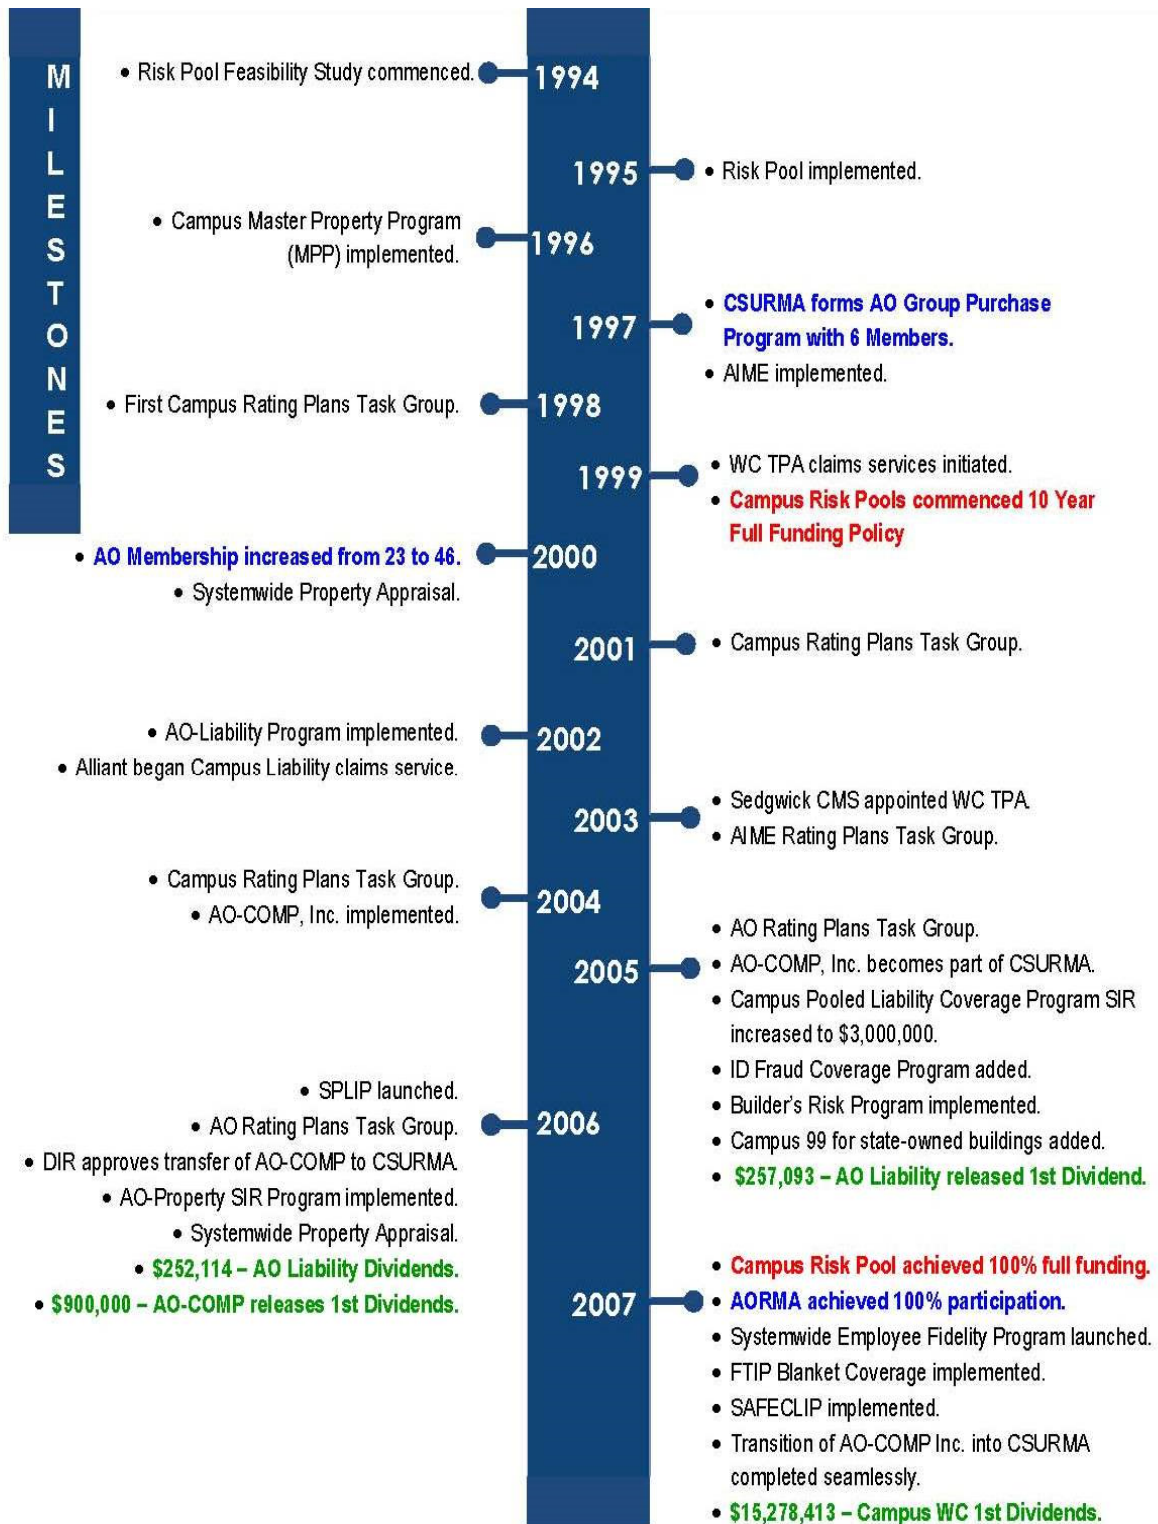 MILESTONES
• Risk Pool Feasibility Study commenced.
1994
1995
• Risk Pool implemented.
• Campus Master Property Program
(MPP) implemented.
1996
1997
• CSURMA forms AO Group Purchase
Program with 6 Members.
• AIME implemented.
• First Campus Rating Plans Task Group.
1998
1999
• WC TPA claims services initiated.
• Campus Risk Pools commenced 10 Year
Full Funding Policy
• AO Membership increased from 23 to 46.
• Systemwide Property Appraisal.
2000
2001
• Campus Rating Plans Task Group.
• AO-Liability Program implemented.
• Alliant began Campus Liability claims service.
2002
2003
• Sedgwick CMS appointed WC TPA.
• AIME Rating Plans Task Group.
• Campus Rating Plans Task Group.
• AO-COMP, Inc. implemented.
2004
2005
• AO Rating Plans Task Group.
• AO-COMP, Inc. becomes part of CSURMA.
• Campus Pooled Liability Coverage Program SIR
increased to $3,000,000.
• ID Fraud Coverage Program added.
• Builder's Risk Program implemented.
• Campus 99 for state-owned buildings added.
• $257,093 – AO Liability released 1st Dividend.
• SPLIP launched.
• AO Rating Plans Task Group.
• DIR approves transfer of AO-COMP to CSURMA.
• AO-Property SIR Program implemented.
• Systemwide Property Appraisal.
• $252,114 – AO Liability Dividends.
• $900,000 – AO-COMP releases 1st Dividends.
2006
2007
• Campus Risk Pool achieved 100% full funding.
• AORMA achieved 100% participation.
• Systemwide Employee Fidelity Program launched.
• FTIP Blanket Coverage implemented.
• SAFECLIP implemented.
• Transition of AO-COMP Inc. into CSURMA
completed seamlessly.
• $15,278,413 – Campus WC 1st Dividends.